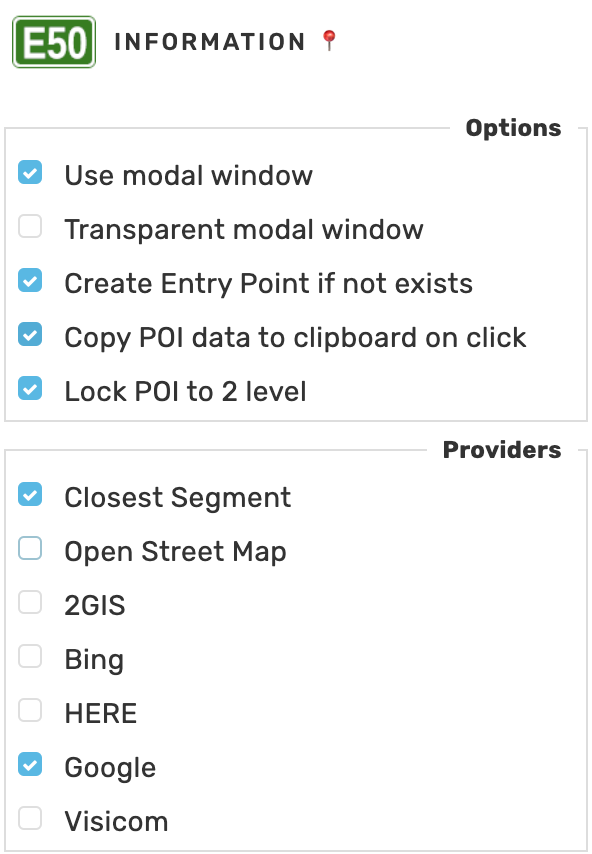 E50 INFORMATION
Options
Use modal window
Transparent modal window
Create Entry Point if not exists
Copy POI data to clipboard on click
Lock POI to 2 level
Providers
Closest Segment
Open Street Map
2GIS
Bing
HERE
Google
Visicom